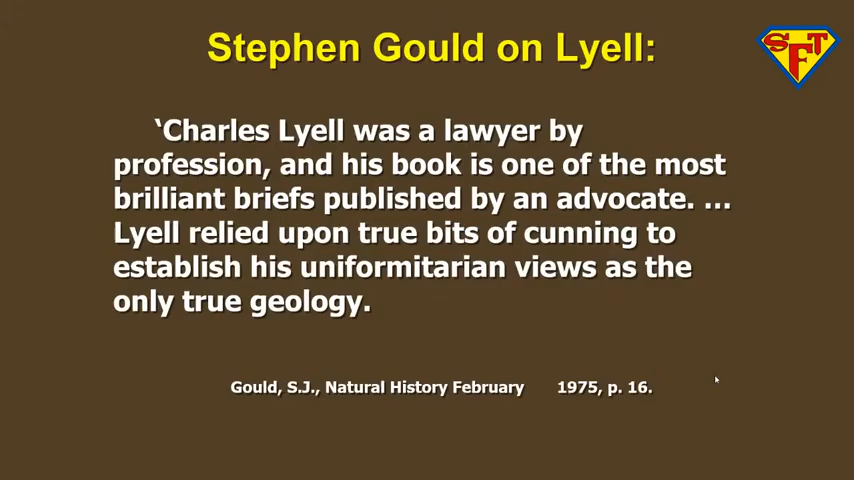 Stephen Gould on Lyell:
SFT
‘Charles Lyell was a lawyer by
profession, and his book is one of the most
brilliant briefs published by an advocate. …
Lyell relied upon true bits of cunning to
establish his uniformitarian views as the
only true geology.
Gould, S.J., Natural History February 1975, p. 16.